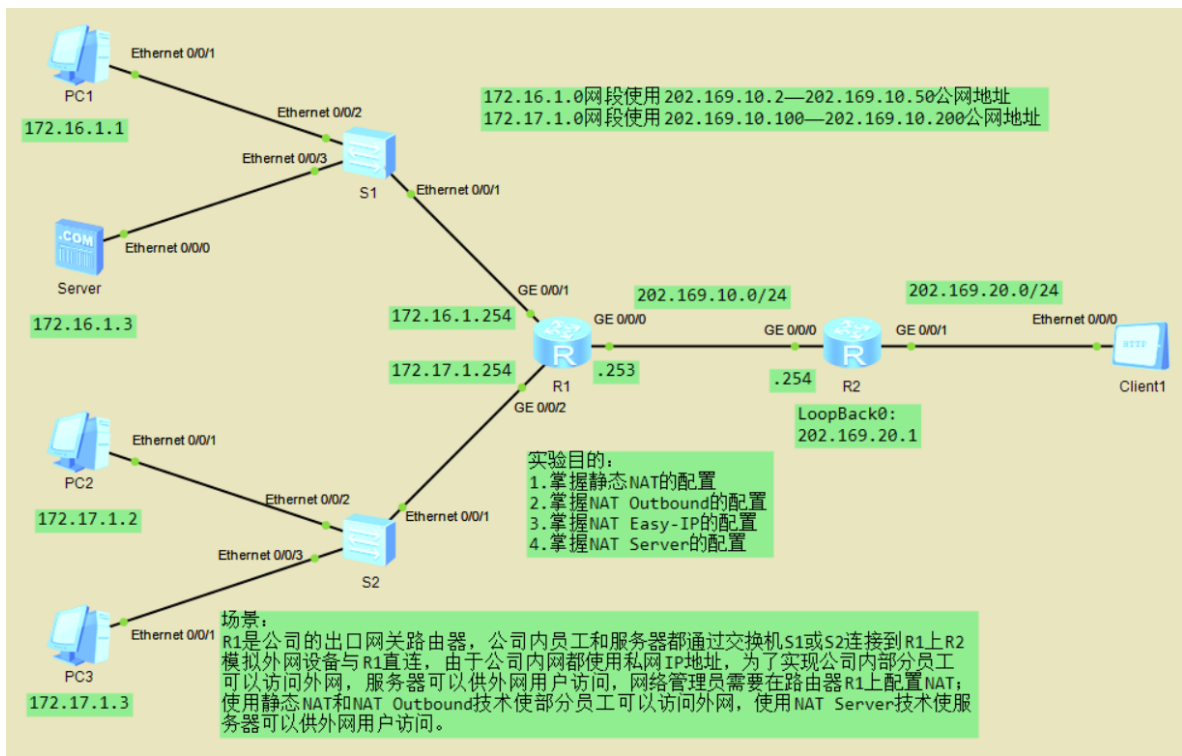 Ethernet 0/0/1
PC1
172.16.1.1
Ethernet 0/0/2
Ethernet 0/0/3
S1
Ethernet 0/0/1
.COM
Ethernet 0/0/0
Server
172.16.1.3
172.16.1.0网段使用202.169.10.2——202.169.10.50公网地址
172.17.1.0网段使用202.169.10.100——202.169.10.200公网地址
GE 0/0/1
172.16.1.254
172.17.1.254
GE 0/0/0
R
R1
.253
GE 0/0/2
202.169.10.0/24
GE 0/0/0
.254
R
R2
GE 0/0/1
LoopBack0:
202.169.20.1
202.169.20.0/24
Ethernet 0/0/0
HTTP
Client1
Ethernet 0/0/1
PC2
172.17.1.2
Ethernet 0/0/2
Ethernet 0/0/1
Ethernet 0/0/3
S2
Ethernet 0/0/1
PC3
172.17.1.3
实验目的:
1.掌握静态NAT的配置
2.掌握NAT Outbound的配置
3.掌握NAT Easy-IP的配置
4.掌握NAT Server的配置
场景:
R1是公司的出口网关路由器，公司内员工和服务器都通过交换机S1或S2连接到R1上R2
模拟外网设备与R1直连，由于公司内网都使用私网IP地址，为了实现公司内部分员工
可以访问外网，服务器可以供外网用户访问，网络管理员需要在路由器R1上配置NAT；
使用静态NAT和NAT Outbound技术使部分员工可以访问外网，使用NAT Server技术使服
务器可以供外网用户访问。